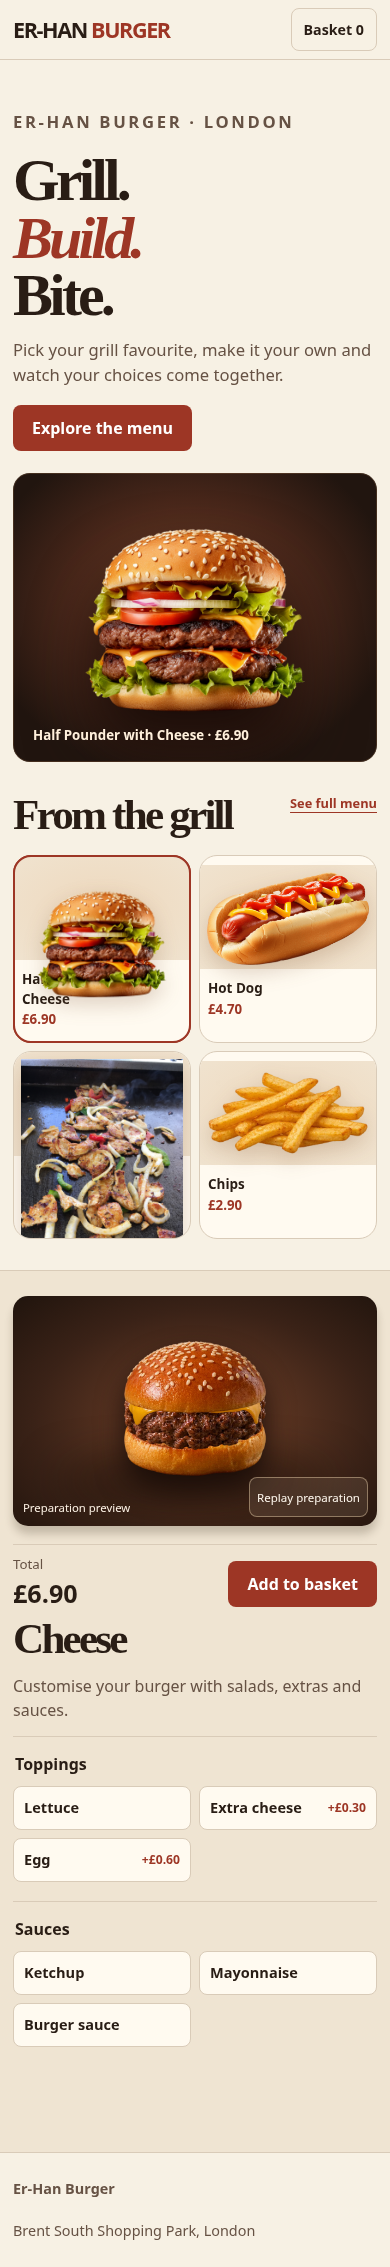 ER-HAN BURGER
Basket 0
ER-HAN BURGER · LONDON
Grill.
Build.
Bite.
Pick your grill favourite, make it your own and
watch your choices come together.
Explore the menu
Half Pounder with Cheese · £6.90
From the grill
See full menu
Ha
Cheese
£6.90
Hot Dog
£4.70
Chips
£2.90
Preparation preview
Replay preparation
Total
£6.90
Add to basket
Cheese
Customise your burger with salads, extras and
sauces.
Toppings
Lettuce
Extra cheese +£0.30
Egg +£0.60
Sauces
Ketchup
Mayonnaise
Burger sauce
Er-Han Burger
Brent South Shopping Park, London